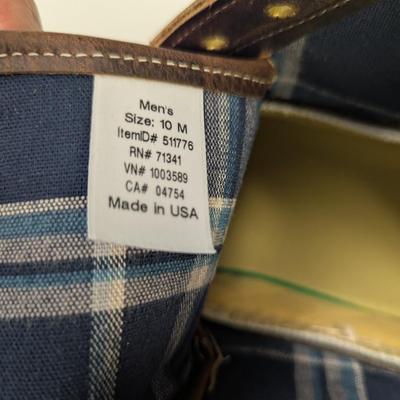 Men's
Size: 10 M
ItemID# 511776
RN# 71341
VN# 1003589
CA# 04754
Made in USA